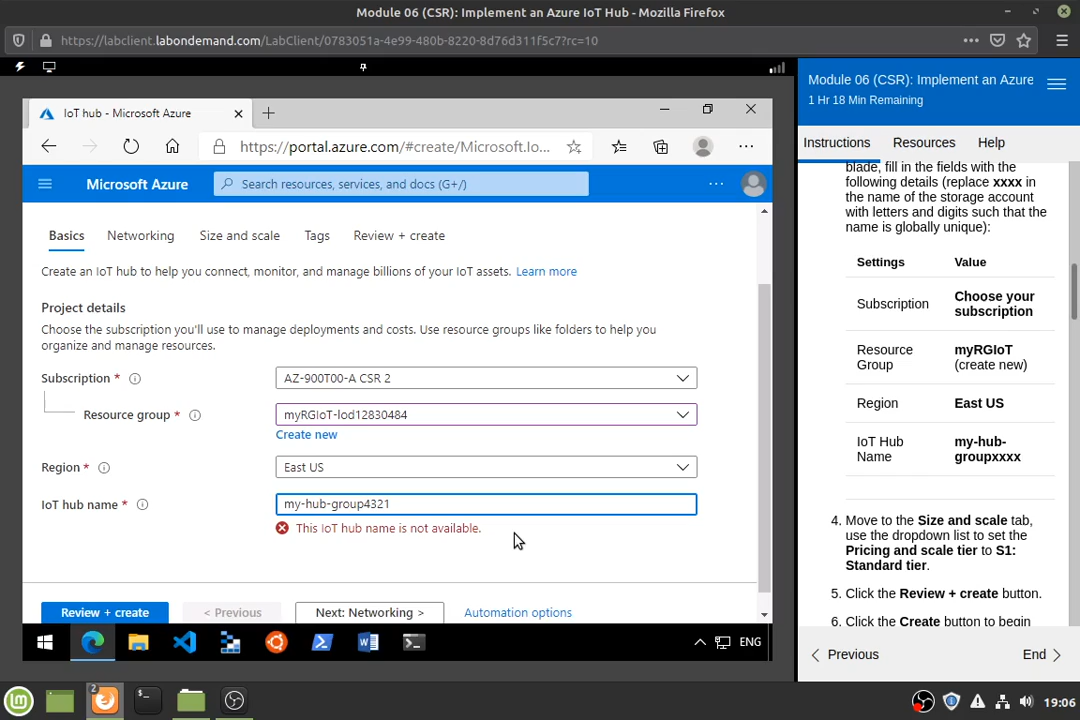 Module 06 (CSR): Implement an Azure IoT Hub - Mozilla Firefox
https://labclient.labondemand.com/LabClient/0783051a-4e99-480b-8220-8d76d311f5c7?rc=10
IoT hub - Microsoft Azure
https://portal.azure.com/#create/Microsoft.Io...
Microsoft Azure
Search resources, services, and docs (G+/)
Basics
Networking
Size and scale
Tags
Review + create
Create an IoT hub to help you connect, monitor, and manage billions of your IoT assets. Learn more
Project details
Choose the subscription you'll use to manage deployments and costs. Use resource groups like folders to help you
organize and manage resources.
Subscription *
AZ-900T00-A CSR 2
Resource group *
myRGIoT-lod12830484
Create new
Region *
East US
IoT hub name *
my-hub-group4321
This IoT hub name is not available.
Review + create
< Previous
Next: Networking >
Automation options
ENG
Module 06 (CSR): Implement an Azure
1 Hr 18 Min Remaining
Instructions
Resources
Help
blade, fill in the fields with the
following details (replace xxxx in
the name of the storage account
with letters and digits such that the
name is globally unique):
Settings
Value
Subscription
Choose your
subscription
Resource
Group
myRGIoT
(create new)
Region
East US
IoT Hub
Name
my-hub-
groupxxxx
4. Move to the Size and scale tab,
use the dropdown list to set the
Pricing and scale tier to S1:
Standard tier.
5. Click the Review + create button.
6. Click the Create button to begin
Previous
End
2
19:06